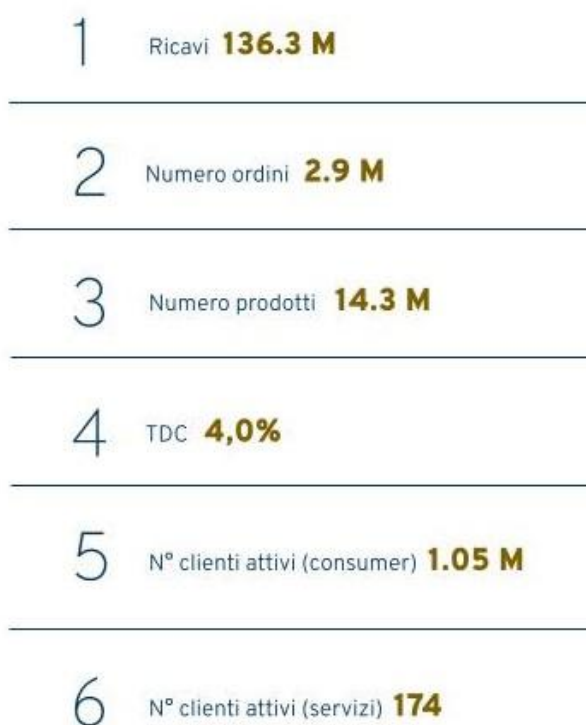 1 Ricavi 136.3 M
2 Numero ordini 2.9 M
3 Numero prodotti 14.3 M
4 TDC 4,0%
5 N° clienti attivi (consumer) 1.05 M
6 N° clienti attivi (servizi) 174